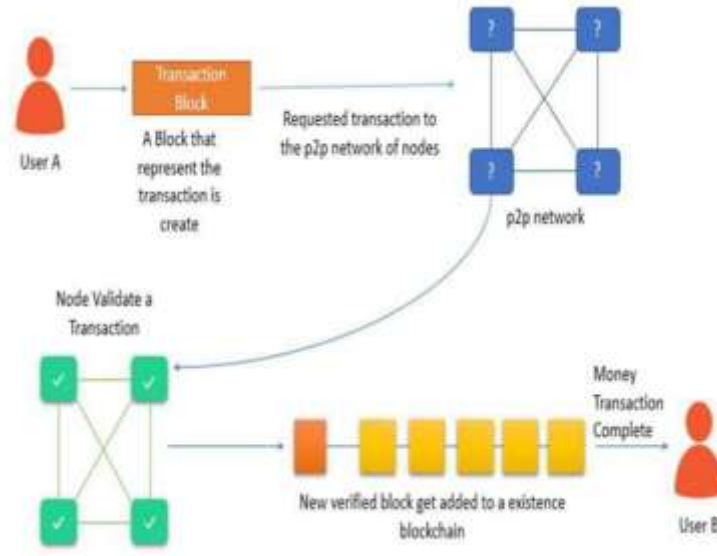 User A
Transaction
Block
A Block that
represent the
transaction is
create
Requested transaction to
the p2p network of nodes
?
?
?
?
p2p network
Node Validate a
Transaction
New verified block get added to a existence
blockchain
Money
Transaction
Complete
User B